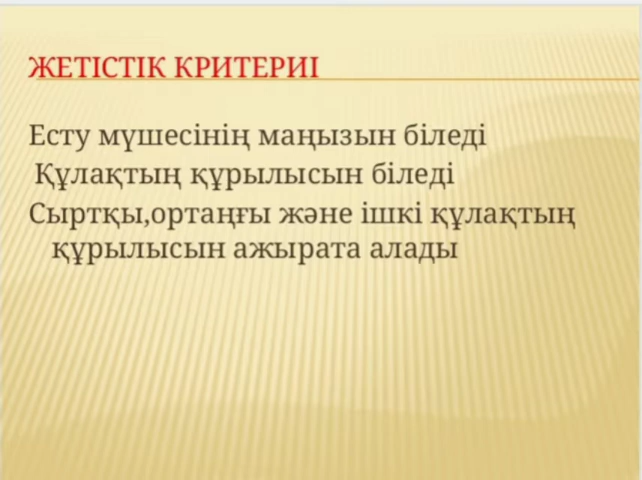 ЖЕТІСТІК КРИТЕРИІ
Есту мүшесінің маңызын біледі
Құлақтың құрылысын біледі
Сыртқы,ортаңғы және ішкі құлақтың
құрылысын ажырата алады